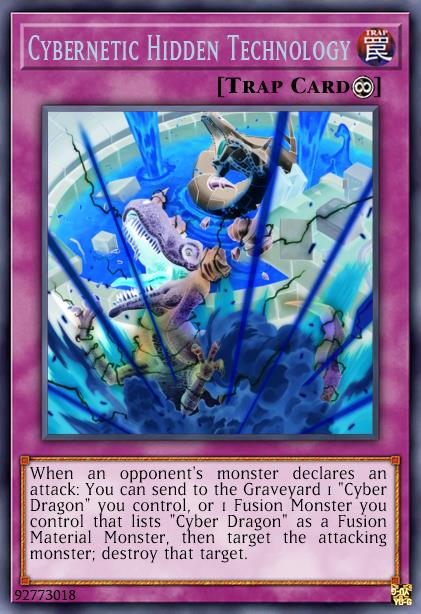 CYBERNETIC HIDDEN TECHNOLOGY
TRAP
罠
[TRAP CARD]
When an opponent's monster declares an
attack: You can send to the Graveyard 1 "Cyber
Dragon" you control, or 1 Fusion Monster you
control that lists "Cyber Dragon" as a Fusion
Material Monster, then target the attacking
monster; destroy that target.
92773018